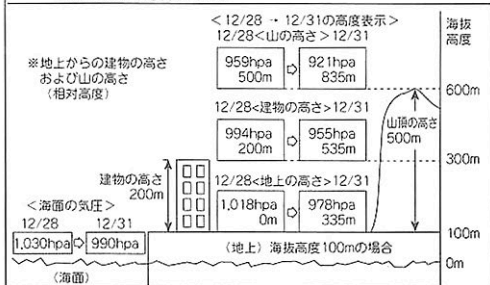 ＜12/28 → 12/31の高度表示＞
12/28＜山の高さ＞12/31
海抜
高度
※地上からの建物の高さ
および山の高さ
（相対高度）
959hpa
500m
⇨
921hpa
835m
600m
12/28＜建物の高さ＞12/31
山頂の高さ
500m
994hpa
200m
⇨
955hpa
535m
300m
建物の高さ
200m
12/28＜地上の高さ＞12/31
＜海面の気圧＞
12/28 12/31
1,018hpa
0m
⇨
978hpa
335m
1,030hpa ⇨ 990hpa
（地上）海抜高度100mの場合
100m
0m
（海面）